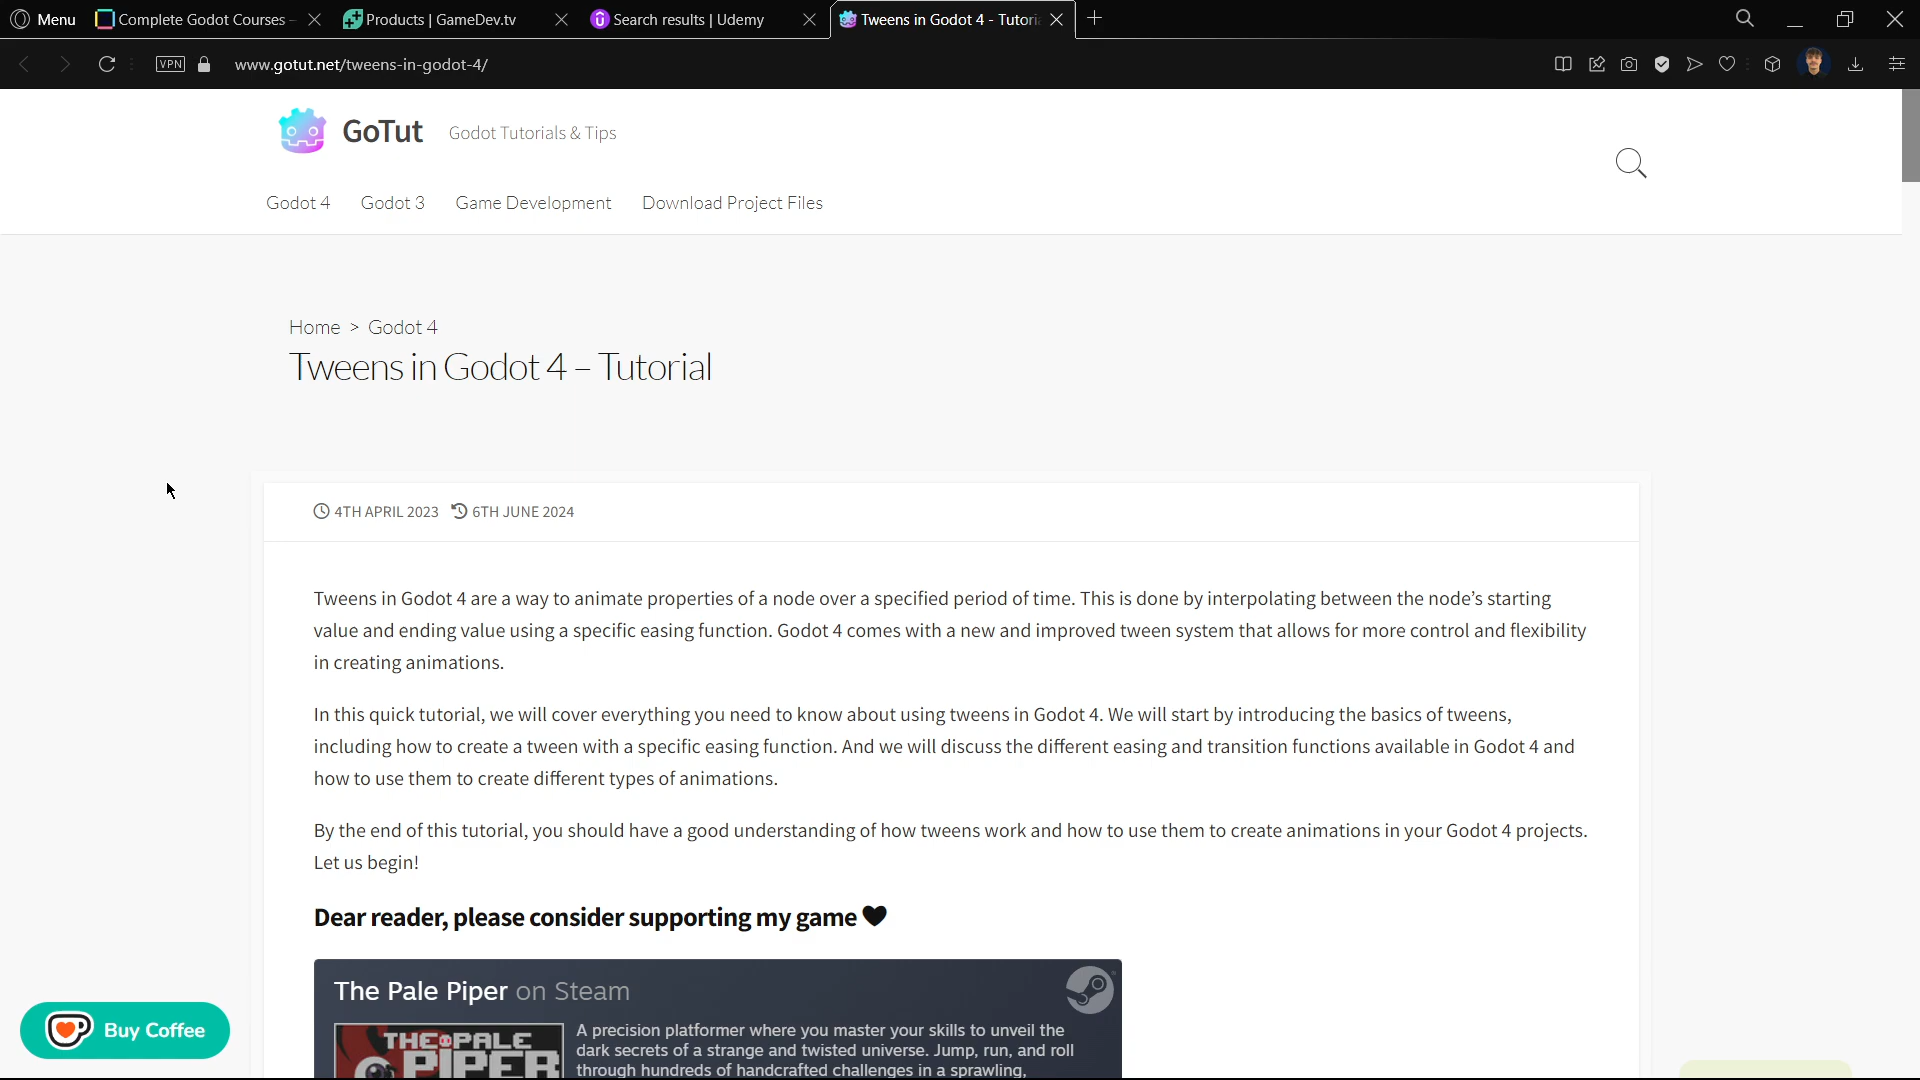 Menu
Complete Godot Courses -
Products | GameDev.tv
Search results | Udemy
Tweens in Godot 4 - Tutori
VPN
www.gotut.net/tweens-in-godot-4/
GoTut
Godot Tutorials & Tips
Godot 4
Godot 3
Game Development
Download Project Files
Home > Godot 4
Tweens in Godot 4 – Tutorial
4TH APRIL 2023
6TH JUNE 2024
Tweens in Godot 4 are a way to animate properties of a node over a specified period of time. This is done by interpolating between the node's starting
value and ending value using a specific easing function. Godot 4 comes with a new and improved tween system that allows for more control and flexibility
in creating animations.
In this quick tutorial, we will cover everything you need to know about using tweens in Godot 4. We will start by introducing the basics of tweens,
including how to create a tween with a specific easing function. And we will discuss the different easing and transition functions available in Godot 4 and
how to use them to create different types of animations.
By the end of this tutorial, you should have a good understanding of how tweens work and how to use them to create animations in your Godot 4 projects.
Let us begin!
Dear reader, please consider supporting my game 🖤
The Pale Piper on Steam
THE PALE
PIPER
A precision platformer where you master your skills to unveil the
dark secrets of a strange and twisted universe. Jump, run, and roll
through hundreds of handcrafted challenges in a sprawling,
Buy Coffee